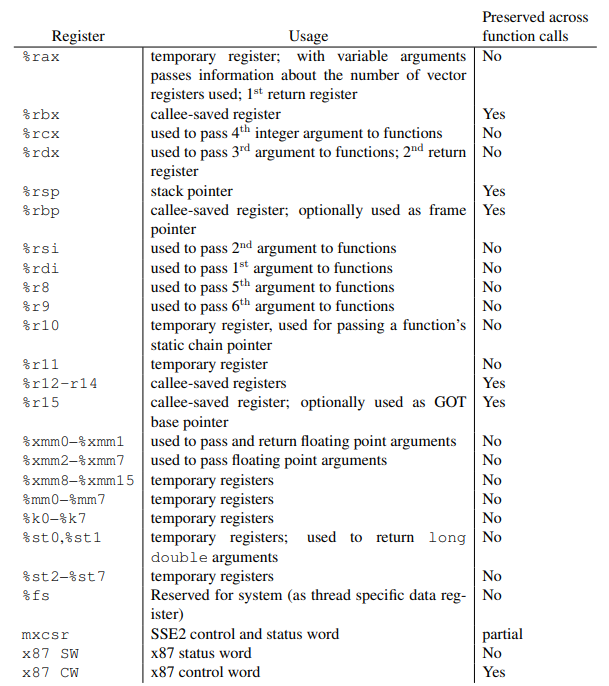 Preserved across
Register Usage function calls
%rax temporary register; with variable arguments No
passes information about the number of vector
registers used; 1st return register
%rbx callee-saved register Yes
%rcx used to pass 4th integer argument to functions No
%rdx used to pass 3rd argument to functions; 2nd return No
register
%rsp stack pointer Yes
%rbp callee-saved register; optionally used as frame Yes
pointer
%rsi used to pass 2nd argument to functions No
%rdi used to pass 1st argument to functions No
%r8 used to pass 5th argument to functions No
%r9 used to pass 6th argument to functions No
%r10 temporary register, used for passing a function's No
static chain pointer
%r11 temporary register No
%r12–r14 callee-saved registers Yes
%r15 callee-saved register; optionally used as GOT Yes
base pointer
%xmm0–%xmm1 used to pass and return floating point arguments No
%xmm2–%xmm7 used to pass floating point arguments No
%xmm8–%xmm15 temporary registers No
%mm0–%mm7 temporary registers No
%k0–%k7 temporary registers No
%st0,%st1 temporary registers; used to return long No
double arguments
%st2–%st7 temporary registers No
%fs Reserved for system (as thread specific data reg- No
ister)
mxcsr SSE2 control and status word partial
x87 SW x87 status word No
x87 CW x87 control word Yes